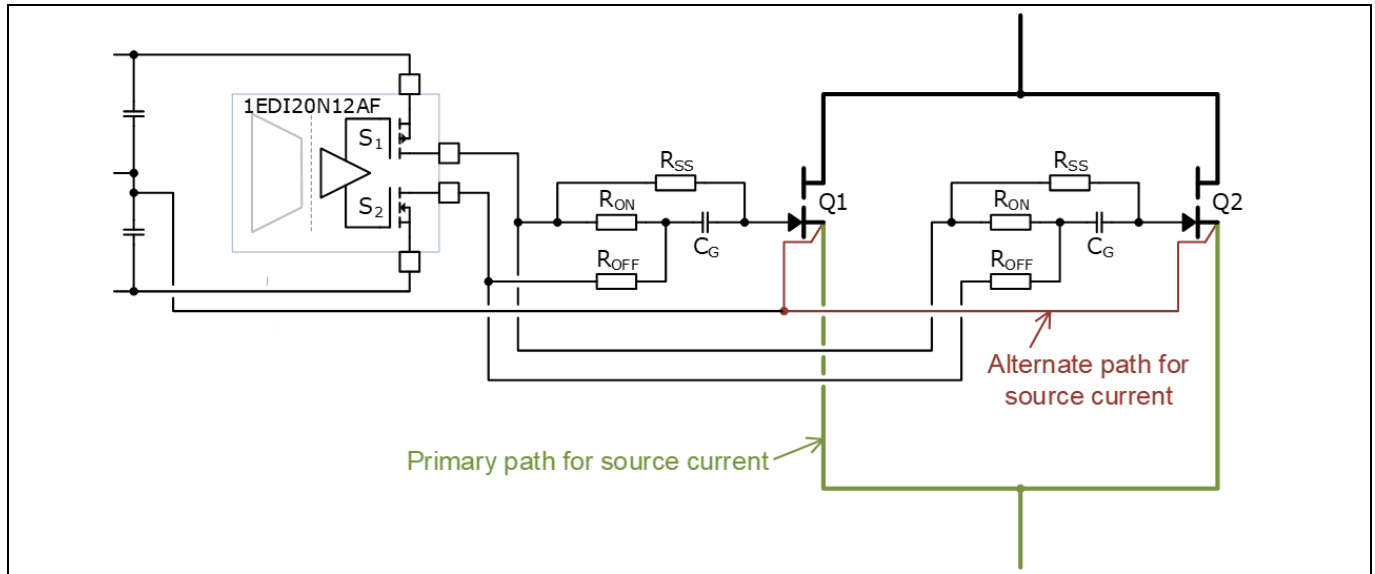 1EDI20N12AF
S1
S2
RSS
RON
CG
ROFF
Q1
RSS
RON
CG
ROFF
Q2
Alternate path for
source current
Primary path for source current